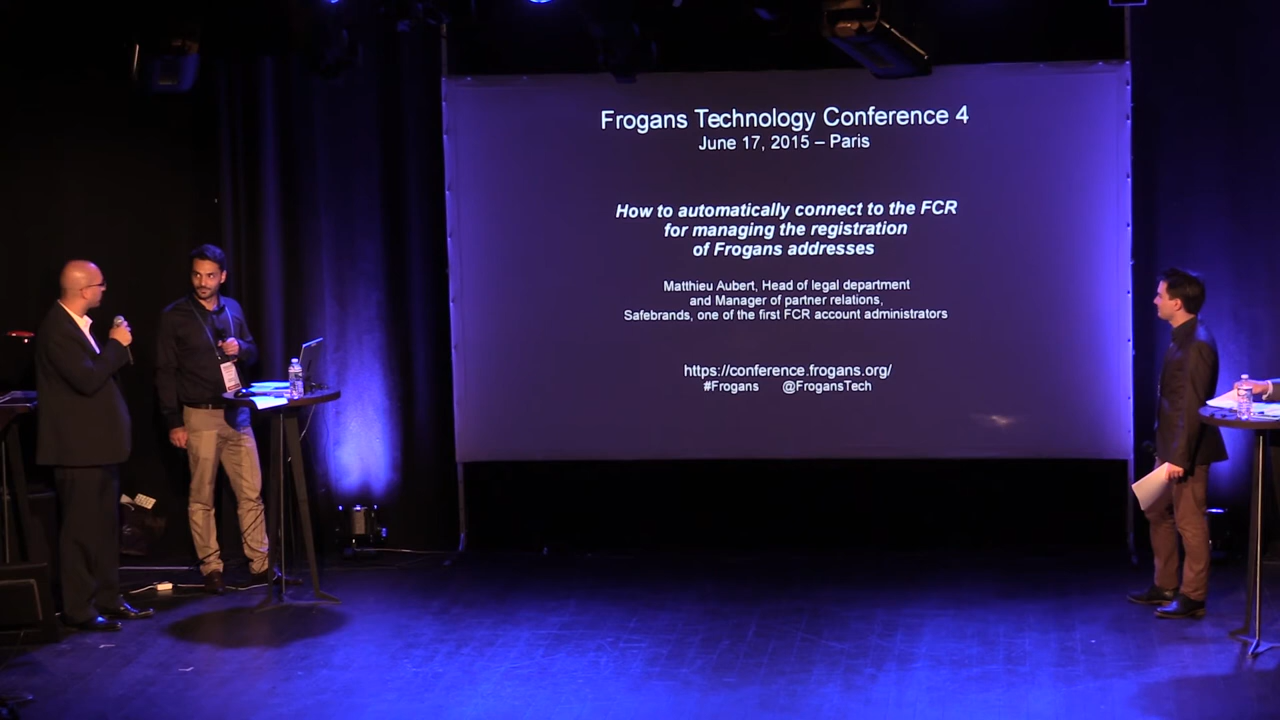 Frogans Technology Conference 4
June 17, 2015 – Paris
How to automatically connect to the FCR
for managing the registration
of Frogans addresses
Matthieu Aubert, Head of legal department
and Manager of partner relations,
Safebrands, one of the first FCR account administrators
https://conference.frogans.org/
#Frogans @FrogansTech